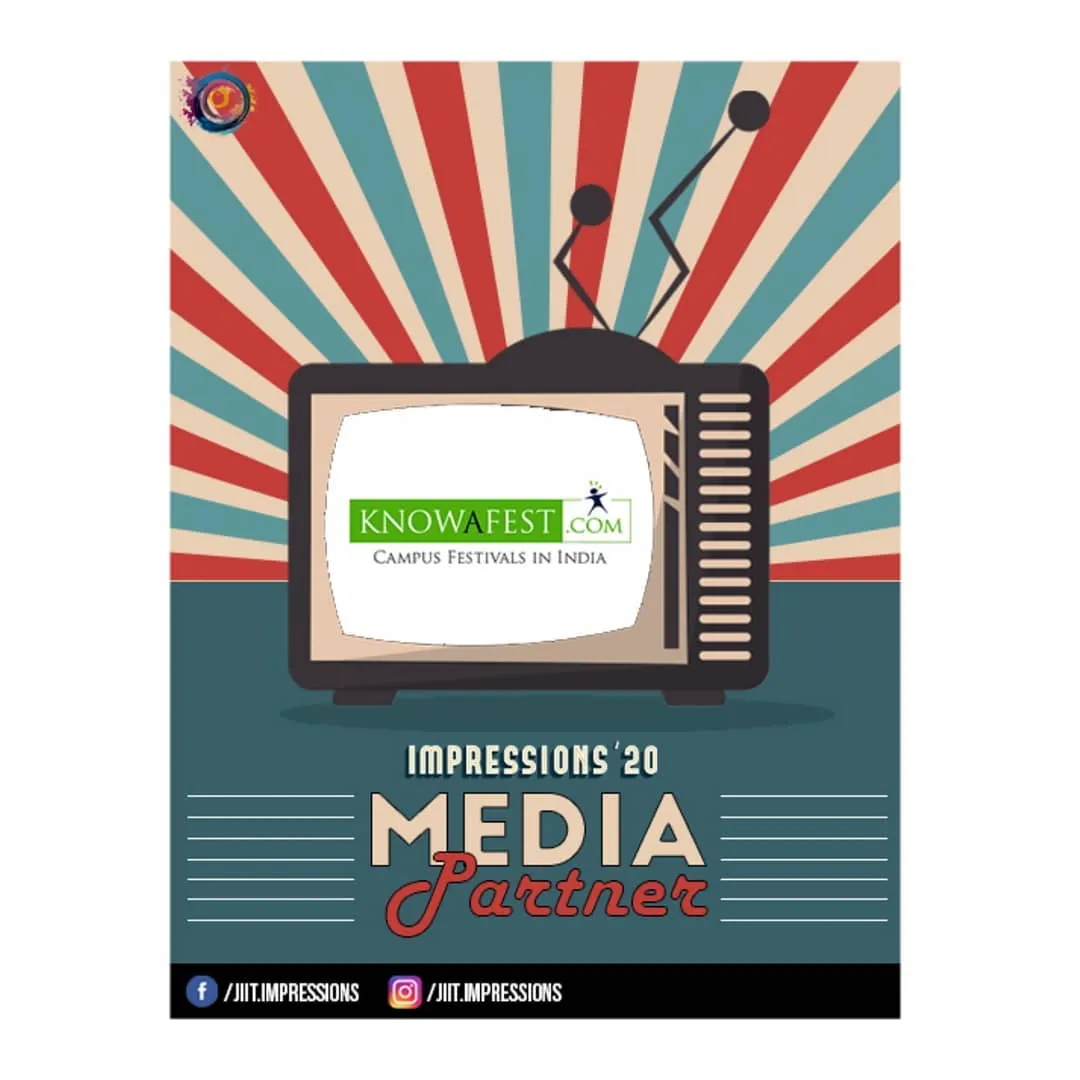 KNOWAFEST.COM
CAMPUS FESTIVALS IN INDIA
IMPRESSIONS '20
MEDIA
Partner
f /JIIT.IMPRESSIONS /JIIT.IMPRESSIONS